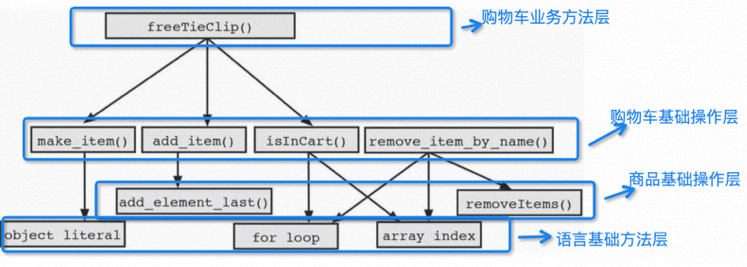 freeTieClip()
购物车业务方法层
购物车基础操作层
make_item() add_item() isInCart() remove_item_by_name()
商品基础操作层
add_element_last() removeItems()
object literal for loop array index
语言基础方法层